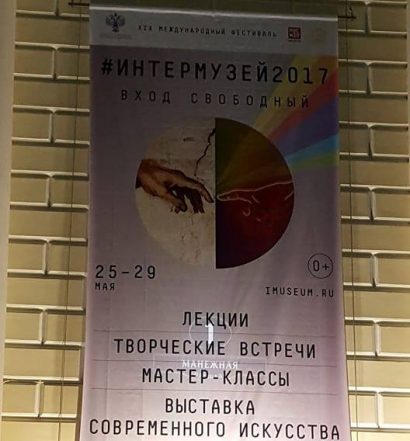 XIX МЕЖДУНАРОДНЫЙ ФЕСТИВАЛЬ
#ИНТЕРМУЗЕЙ2017
ВХОД СВОБОДНЫЙ
25-29
МАЯ
0+
IMUSEUM.RU
ЛЕКЦИИ
ТВОРЧЕСКИЕ ВСТРЕЧИ
1
МАНЕЖНАЯ
МАСТЕР-КЛАССЫ
ВЫСТАВКА
СОВРЕМЕННОГО ИСКУССТВА